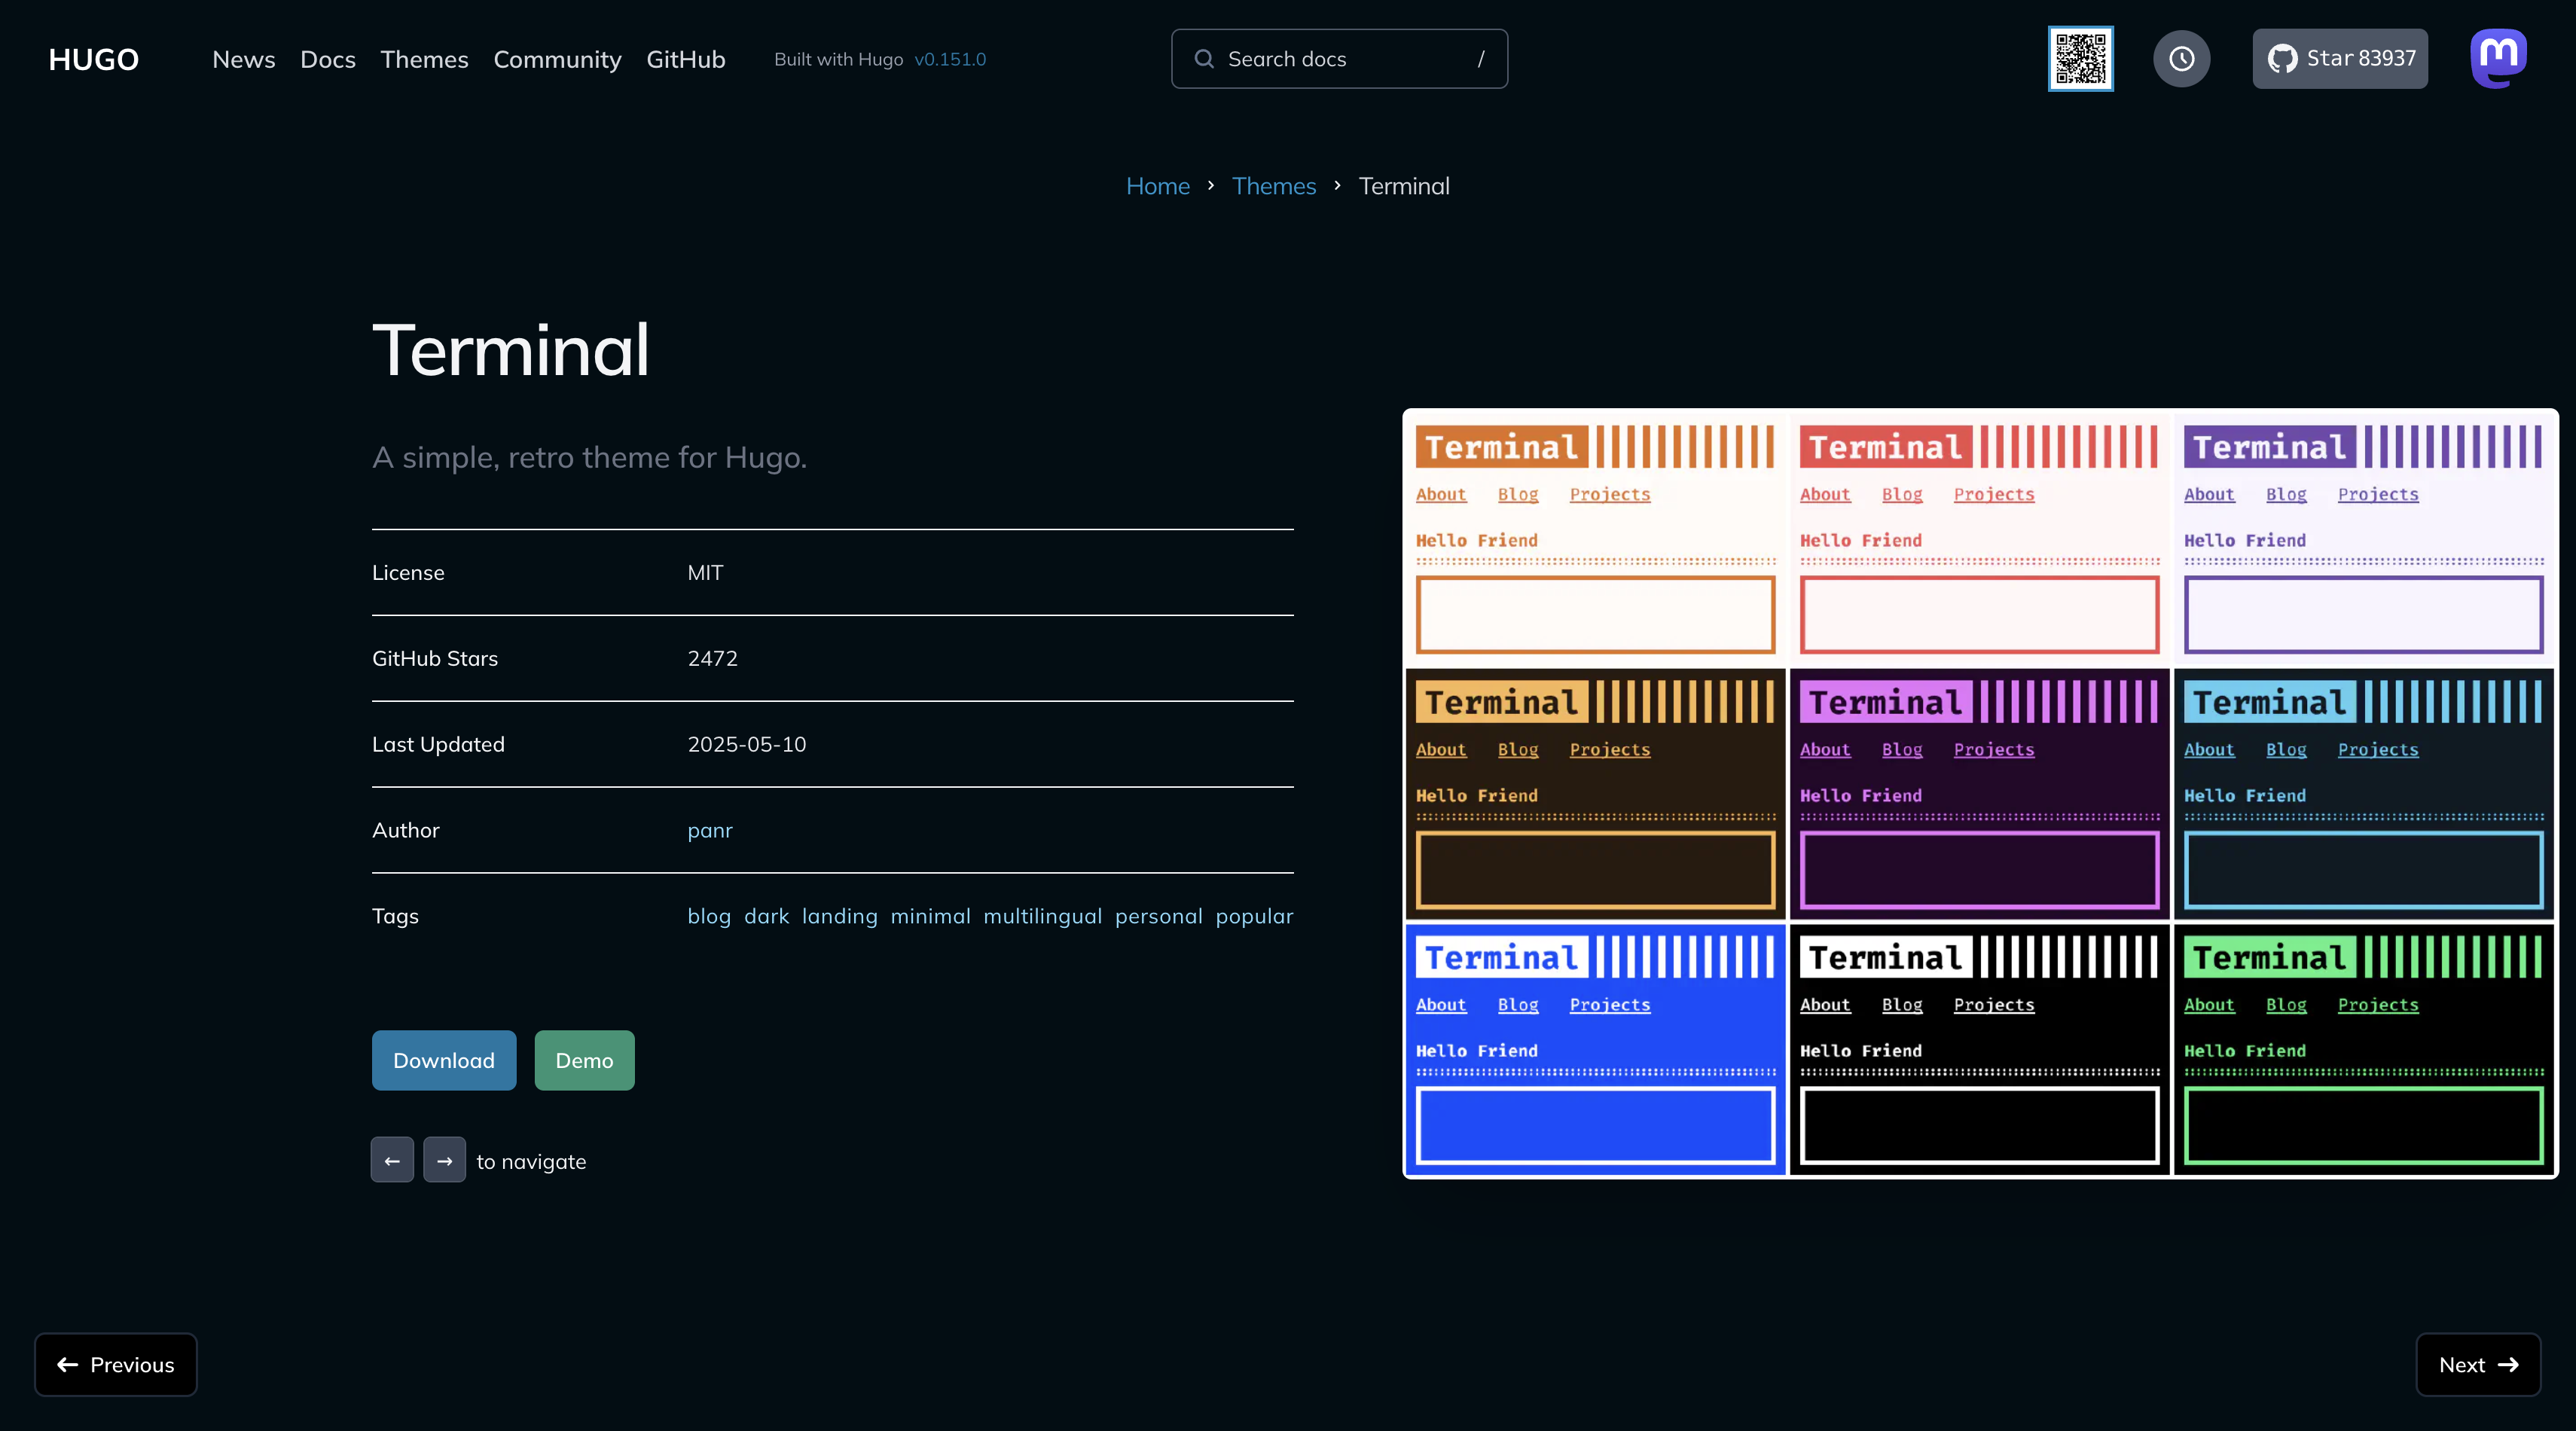 HUGO News Docs Themes Community GitHub Built with Hugo v0.151.0 Search docs / Star 83937
Home › Themes › Terminal
Terminal
A simple, retro theme for Hugo.
License MIT
GitHub Stars 2472
Last Updated 2025-05-10
Author panr
Tags blog dark landing minimal multilingual personal popular
Download Demo
← → to navigate
Terminal
About Blog Projects
Hello Friend
Terminal
About Blog Projects
Hello Friend
Terminal
About Blog Projects
Hello Friend
Terminal
About Blog Projects
Hello Friend
Terminal
About Blog Projects
Hello Friend
Terminal
About Blog Projects
Hello Friend
Terminal
About Blog Projects
Hello Friend
Terminal
About Blog Projects
Hello Friend
Terminal
About Blog Projects
Hello Friend
← Previous
Next →